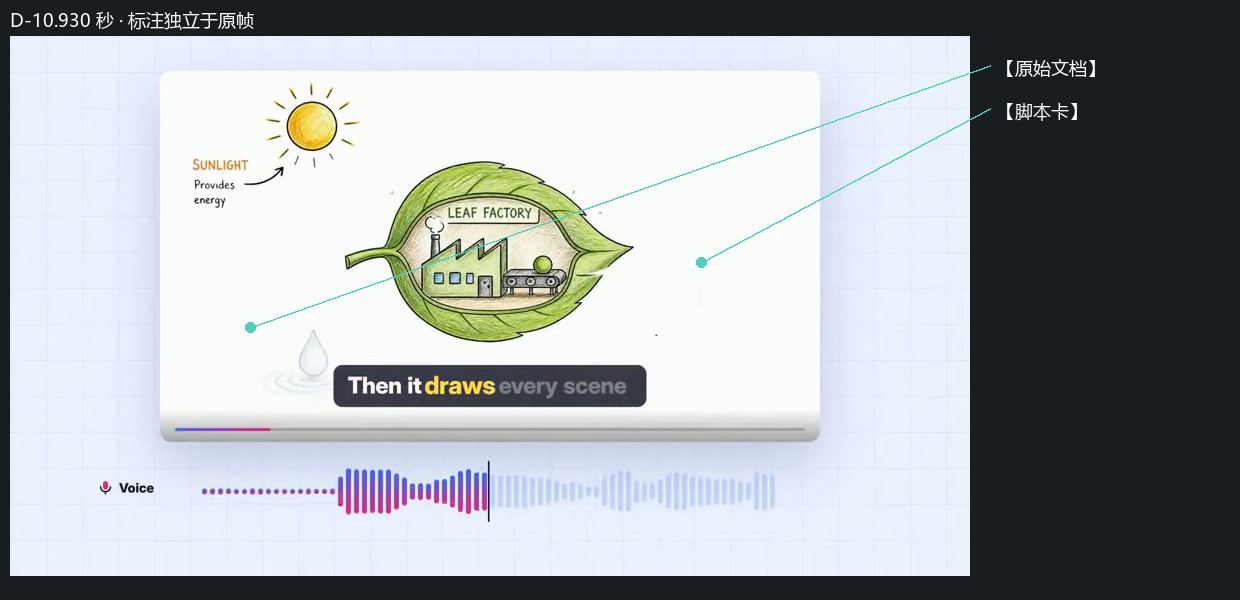 D-10.930 秒 · 标注独立于原帧
【原始文档】
【脚本卡】
SUNLIGHT
Provides
energy
LEAF FACTORY
Then it draws every scene
Voice